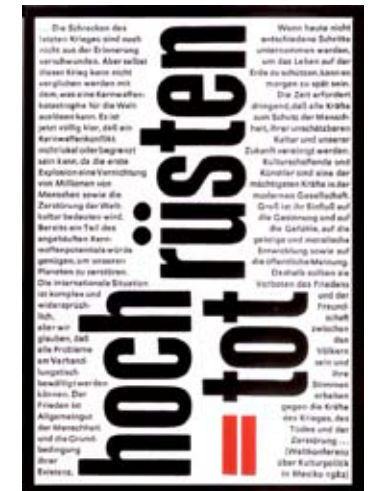 Die Schrecken des
letzten Krieges sind noch
nicht aus der Erinnerung
verschwunden. Aber selbst
dieser Krieg kann nicht
verglichen werden mit
dem, was eine Kernwaffen-
katastrophe für die Welt
auslösen kann. Es ist
jetzt völlig klar, daß ein
Kernwaffenkonflikt
nicht lokal oder begrenzt
sein kann, da die erste
Explosion eine Vernichtung
von Millionen von
Menschen sowie die
Zerstörung der Welt-
kultur bedeuten wird.
Bereits ein Teil des
angehäuften Kern-
waffenpotentials würde
genügen, um unseren
Planeten zu zerstören.
Die internationale Situation
ist komplex und
widersprüch-
lich,
aber wir
glauben, daß
alle Probleme
am Verhand-
lungstisch
bewältigt werden
können. Der
Frieden ist
Allgemeingut
der Menschheit
und die Grund-
bedingung
ihrer
Existenz.
hoch
rüsten
= tot
Wenn heute nicht
entschiedene Schritte
unternommen werden,
um das Leben auf der
Erde zu schützen, kann es
morgen zu spät sein.
Die Zeit erfordert
dringend, daß alle Kräfte
zum Schutz der Mensch-
heit, ihrer unschätzbaren
Kultur und unserer
Zukunft vereinigt werden.
Kulturschaffende und
Künstler sind eine der
mächtigsten Kräfte in der
modernen Gesellschaft.
Groß ist ihr Einfluß auf
die Gesinnung und auf
die Gefühle, auf die
geistige und moralische
Entwicklung sowie auf
die öffentliche Meinung.
Deshalb sollten sie
Vorboten des Friedens
und der
Freund-
schaft
zwischen
den
Völkern
sein und
ihre
Stimmen
erheben
gegen die Kräfte
des Krieges, des
Todes und der
Zerstörung ...
(Weltkonferenz
über Kulturpolitik
in Mexiko 1982)